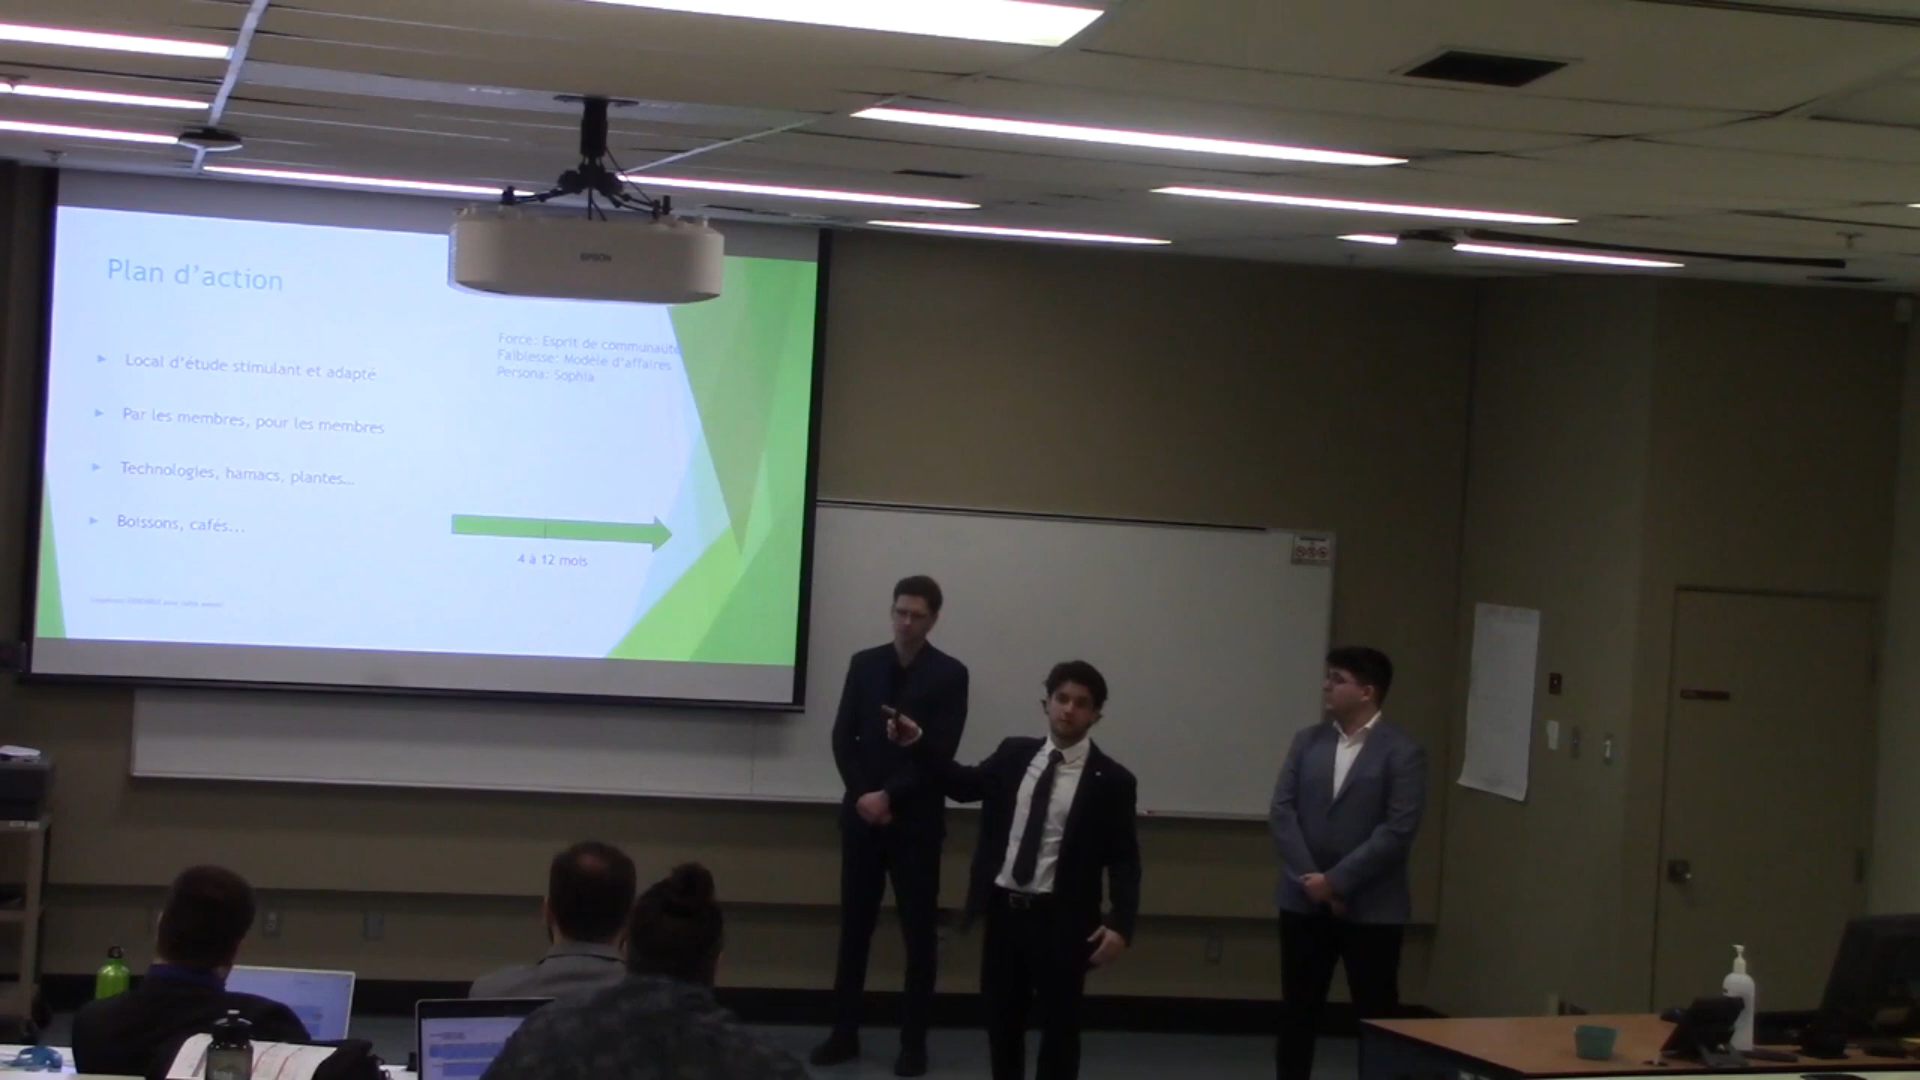 EPSON
Plan d'action
Force: Esprit de communauté
Faiblesse: Modèle d'affaires
Persona: Sophia
Local d'étude stimulant et adapté
Par les membres, pour les membres
Technologies, hamacs, plantes...
Boissons, cafés...
4 à 12 mois